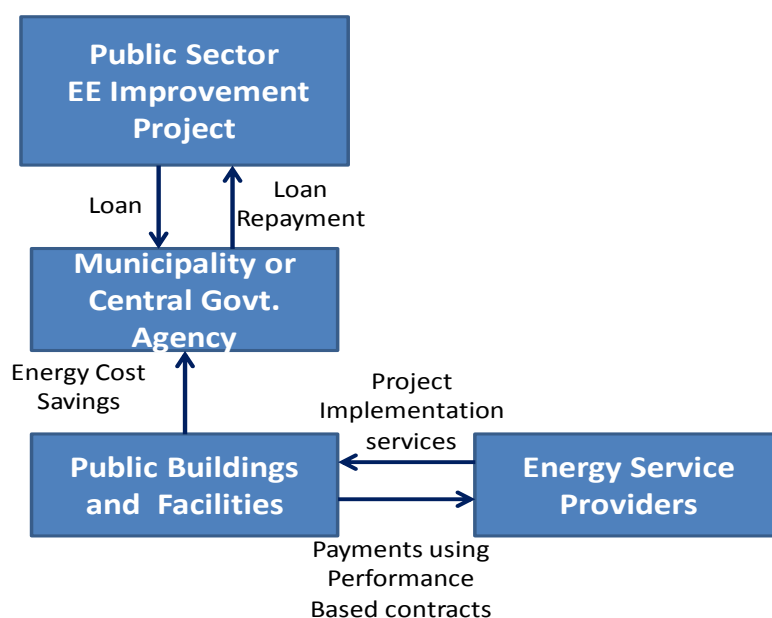 Public Sector
EE Improvement
Project
Loan
Loan
Repayment
Municipality or
Central Govt.
Agency
Energy Cost
Savings
Project
Implementation
services
Public Buildings
and Facilities
Energy Service
Providers
Payments using
Performance
Based contracts